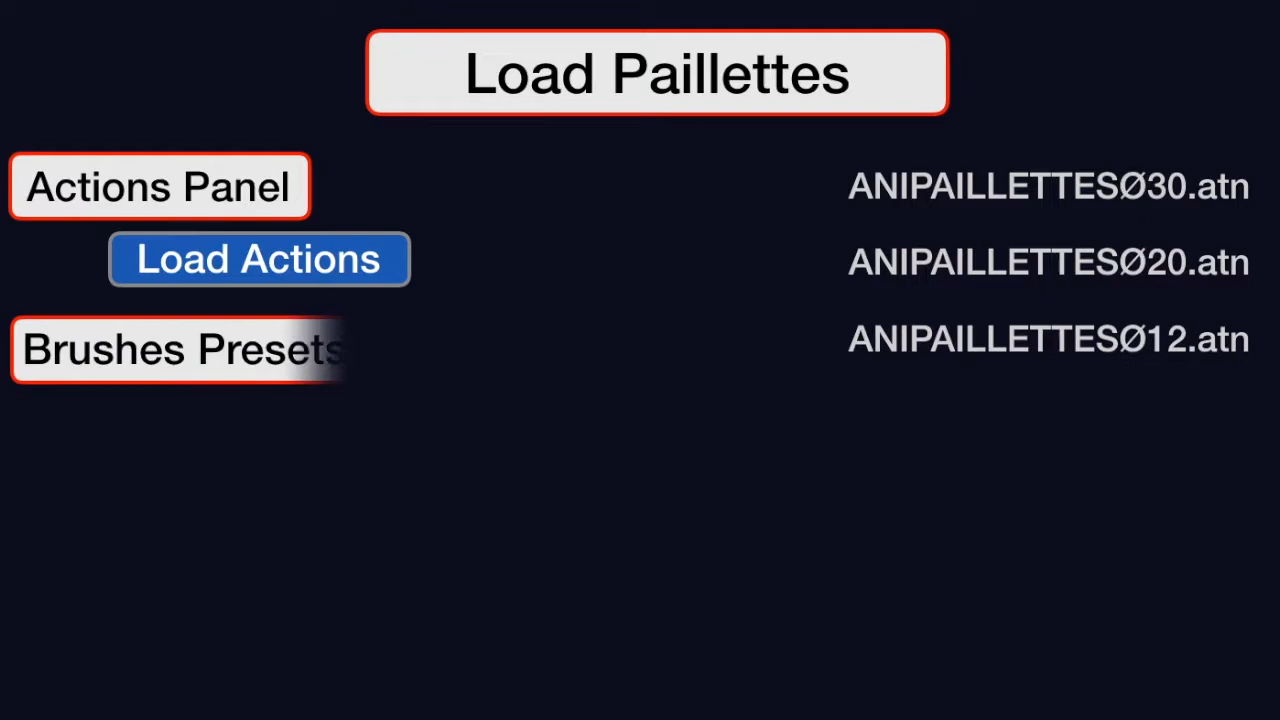 Load Paillettes
Actions Panel
ANIPAILLETTESØ30.atn
Load Actions
ANIPAILLETTESØ20.atn
Brushes Presets
ANIPAILLETTESØ12.atn